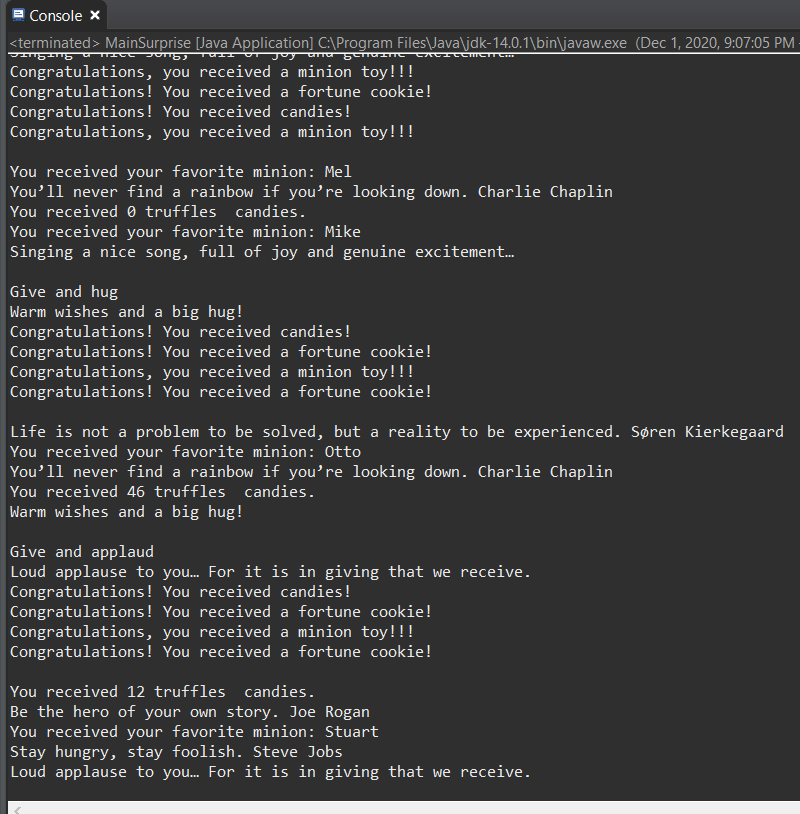 Console
<terminated> MainSurprise [Java Application] C:\Program Files\Java\jdk-14.0.1\bin\javaw.exe (Dec 1, 2020, 9:07:05 PM -
Singing a nice song, full of joy and genuine excitement…
Congratulations, you received a minion toy!!!
Congratulations! You received a fortune cookie!
Congratulations! You received candies!
Congratulations, you received a minion toy!!!
You received your favorite minion: Mel
You’ll never find a rainbow if you’re looking down. Charlie Chaplin
You received 0 truffles  candies.
You received your favorite minion: Mike
Singing a nice song, full of joy and genuine excitement…
Give and hug
Warm wishes and a big hug!
Congratulations! You received candies!
Congratulations! You received a fortune cookie!
Congratulations, you received a minion toy!!!
Congratulations! You received a fortune cookie!
Life is not a problem to be solved, but a reality to be experienced. Søren Kierkegaard
You received your favorite minion: Otto
You’ll never find a rainbow if you’re looking down. Charlie Chaplin
You received 46 truffles  candies.
Warm wishes and a big hug!
Give and applaud
Loud applause to you… For it is in giving that we receive.
Congratulations! You received candies!
Congratulations! You received a fortune cookie!
Congratulations, you received a minion toy!!!
Congratulations! You received a fortune cookie!
You received 12 truffles  candies.
Be the hero of your own story. Joe Rogan
You received your favorite minion: Stuart
Stay hungry, stay foolish. Steve Jobs
Loud applause to you… For it is in giving that we receive.